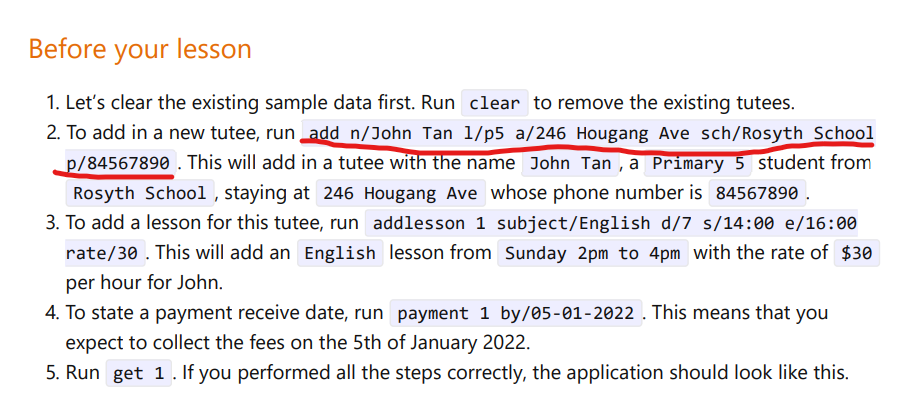 Before your lesson
1. Let's clear the existing sample data first. Run clear to remove the existing tutees.
2. To add in a new tutee, run add n/John Tan l/p5 a/246 Hougang Ave sch/Rosyth School
p/84567890 . This will add in a tutee with the name John Tan , a Primary 5 student from
Rosyth School , staying at 246 Hougang Ave whose phone number is 84567890 .
3. To add a lesson for this tutee, run addlesson 1 subject/English d/7 s/14:00 e/16:00
rate/30 . This will add an English lesson from Sunday 2pm to 4pm with the rate of $30
per hour for John.
4. To state a payment receive date, run payment 1 by/05-01-2022 . This means that you
expect to collect the fees on the 5th of January 2022.
5. Run get 1 . If you performed all the steps correctly, the application should look like this.